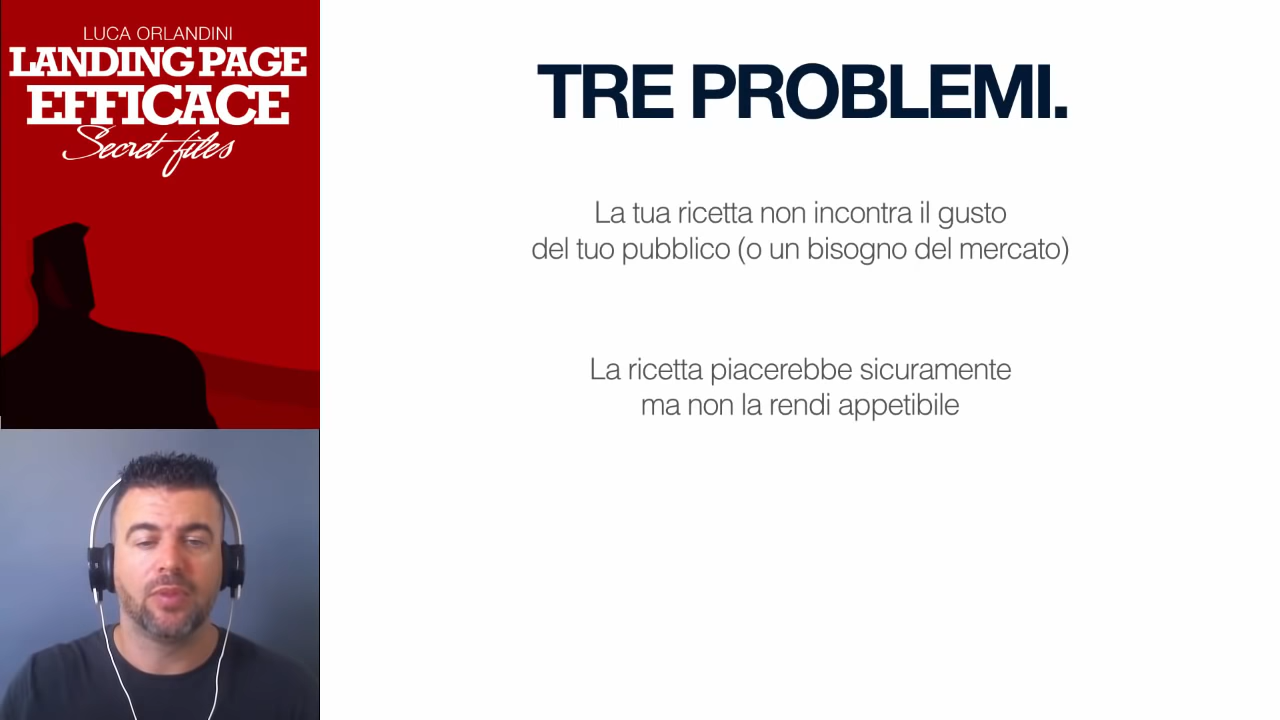 LUCA ORLANDINI
LANDING PAGE
EFFICACE
Secret files
TRE PROBLEMI.
La tua ricetta non incontra il gusto
del tuo pubblico (o un bisogno del mercato)
La ricetta piacerebbe sicuramente
ma non la rendi appetibile